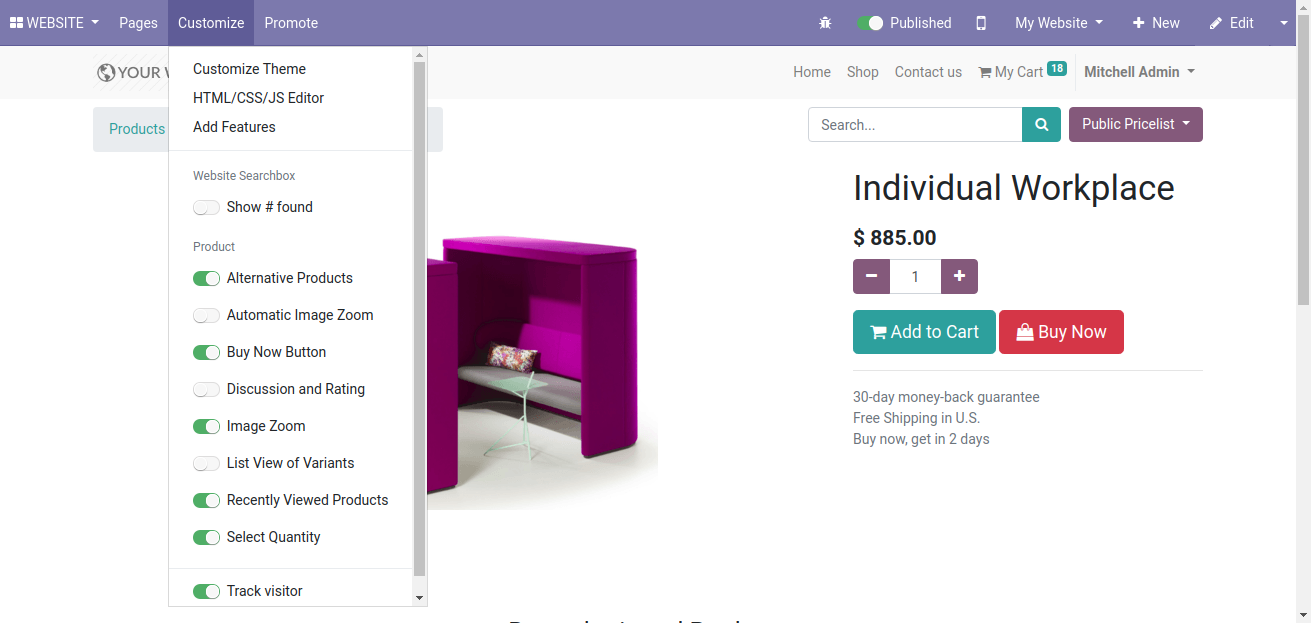 WEBSITE Pages Customize Promote Published My Website New Edit
YOUR Home Shop Contact us My Cart 18 Mitchell Admin
Customize Theme
HTML/CSS/JS Editor
Add Features
Products Search... Public Pricelist
Website Searchbox
Show # found
Product
Alternative Products
Automatic Image Zoom
Buy Now Button
Discussion and Rating
Image Zoom
List View of Variants
Recently Viewed Products
Select Quantity
Track visitor
Individual Workplace
$ 885.00
1
Add to Cart Buy Now
30-day money-back guarantee
Free Shipping in U.S.
Buy now, get in 2 days